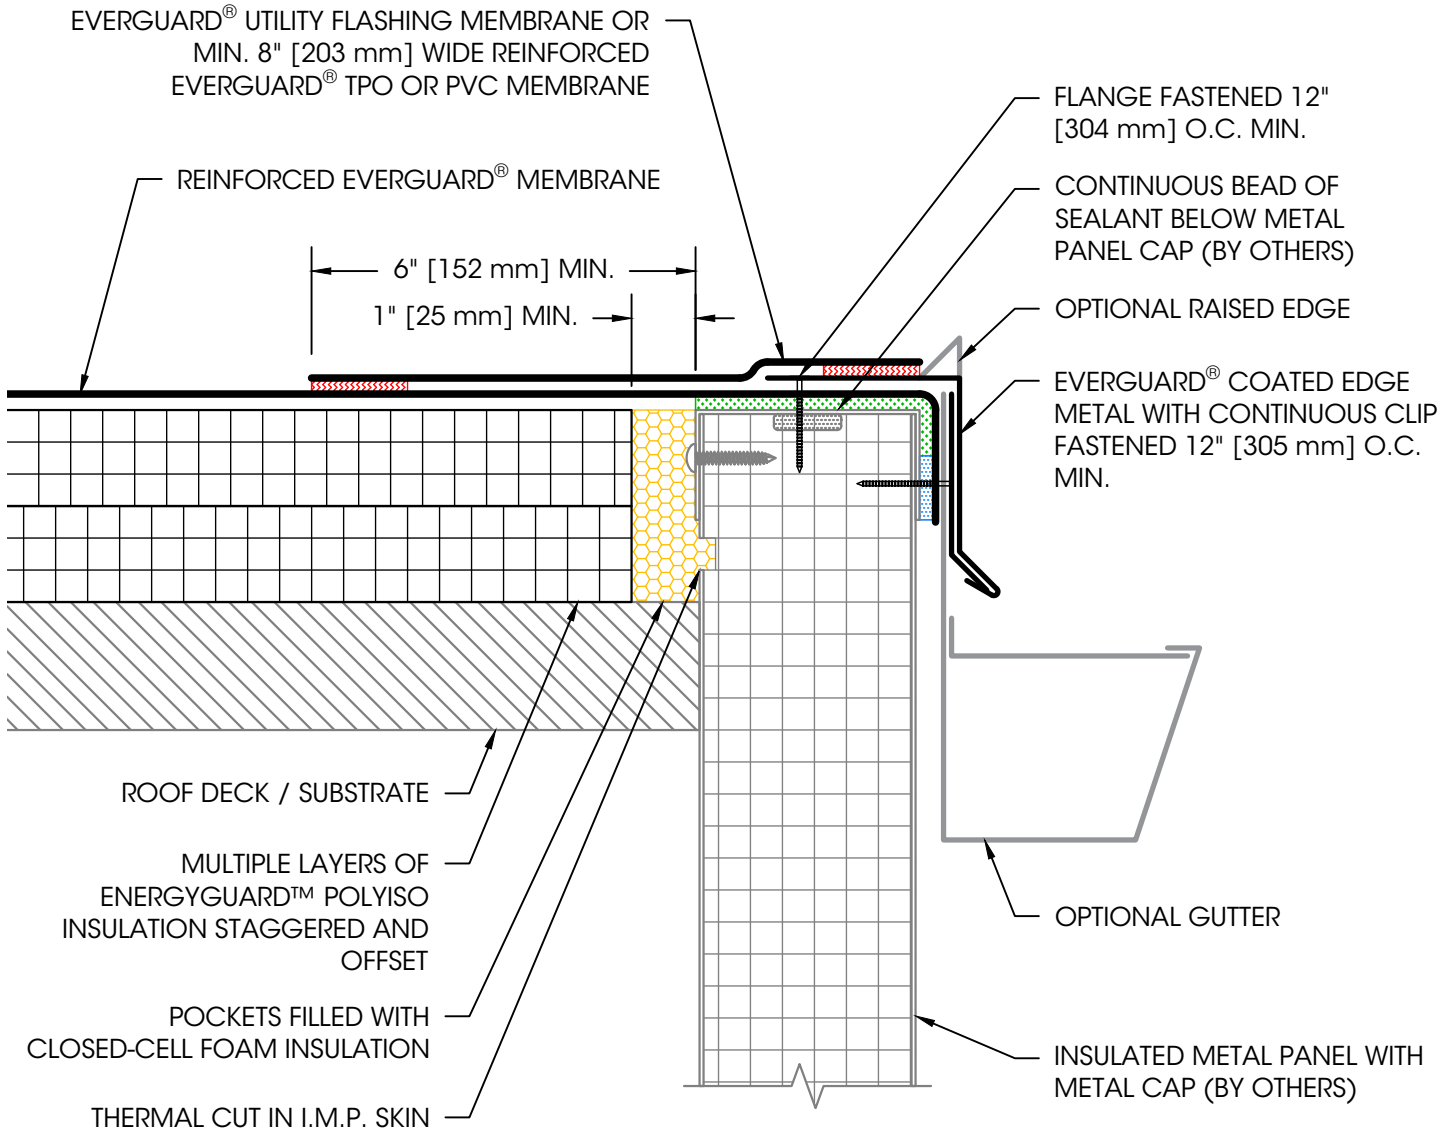 EVERGUARD® UTILITY FLASHING MEMBRANE OR
MIN. 8" [203 mm] WIDE REINFORCED
EVERGUARD® TPO OR PVC MEMBRANE
REINFORCED EVERGUARD® MEMBRANE
6" [152 mm] MIN.
1" [25 mm] MIN.
FLANGE FASTENED 12"
[304 mm] O.C. MIN.
CONTINUOUS BEAD OF
SEALANT BELOW METAL
PANEL CAP (BY OTHERS)
OPTIONAL RAISED EDGE
EVERGUARD® COATED EDGE
METAL WITH CONTINUOUS CLIP
FASTENED 12" [305 mm] O.C.
MIN.
ROOF DECK / SUBSTRATE
MULTIPLE LAYERS OF
ENERGYGUARD™ POLYISO
INSULATION STAGGERED AND
OFFSET
POCKETS FILLED WITH
CLOSED-CELL FOAM INSULATION
THERMAL CUT IN I.M.P. SKIN
OPTIONAL GUTTER
INSULATED METAL PANEL WITH
METAL CAP (BY OTHERS)